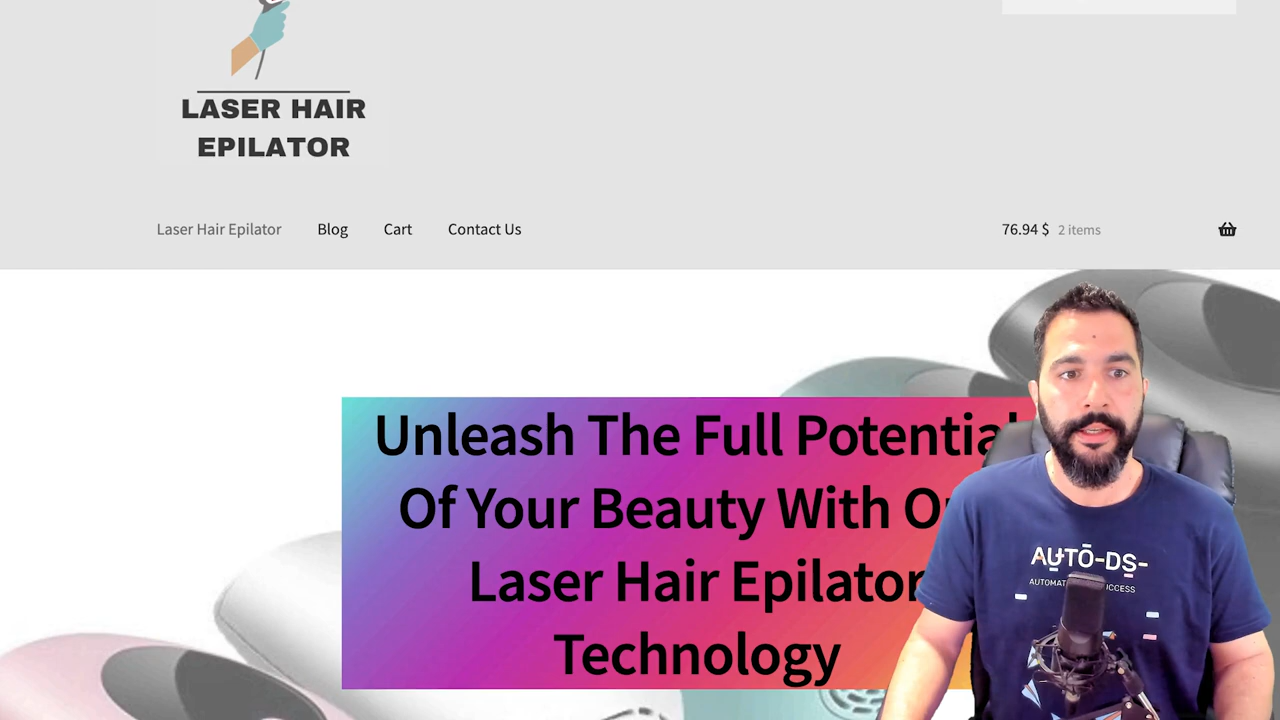 LASER HAIR
EPILATOR
Laser Hair Epilator Blog Cart Contact Us 76.94 $ 2 items
Unleash The Full Potential
Of Your Beauty With
Laser Hair Epilator
Technology
AUTO-DS-